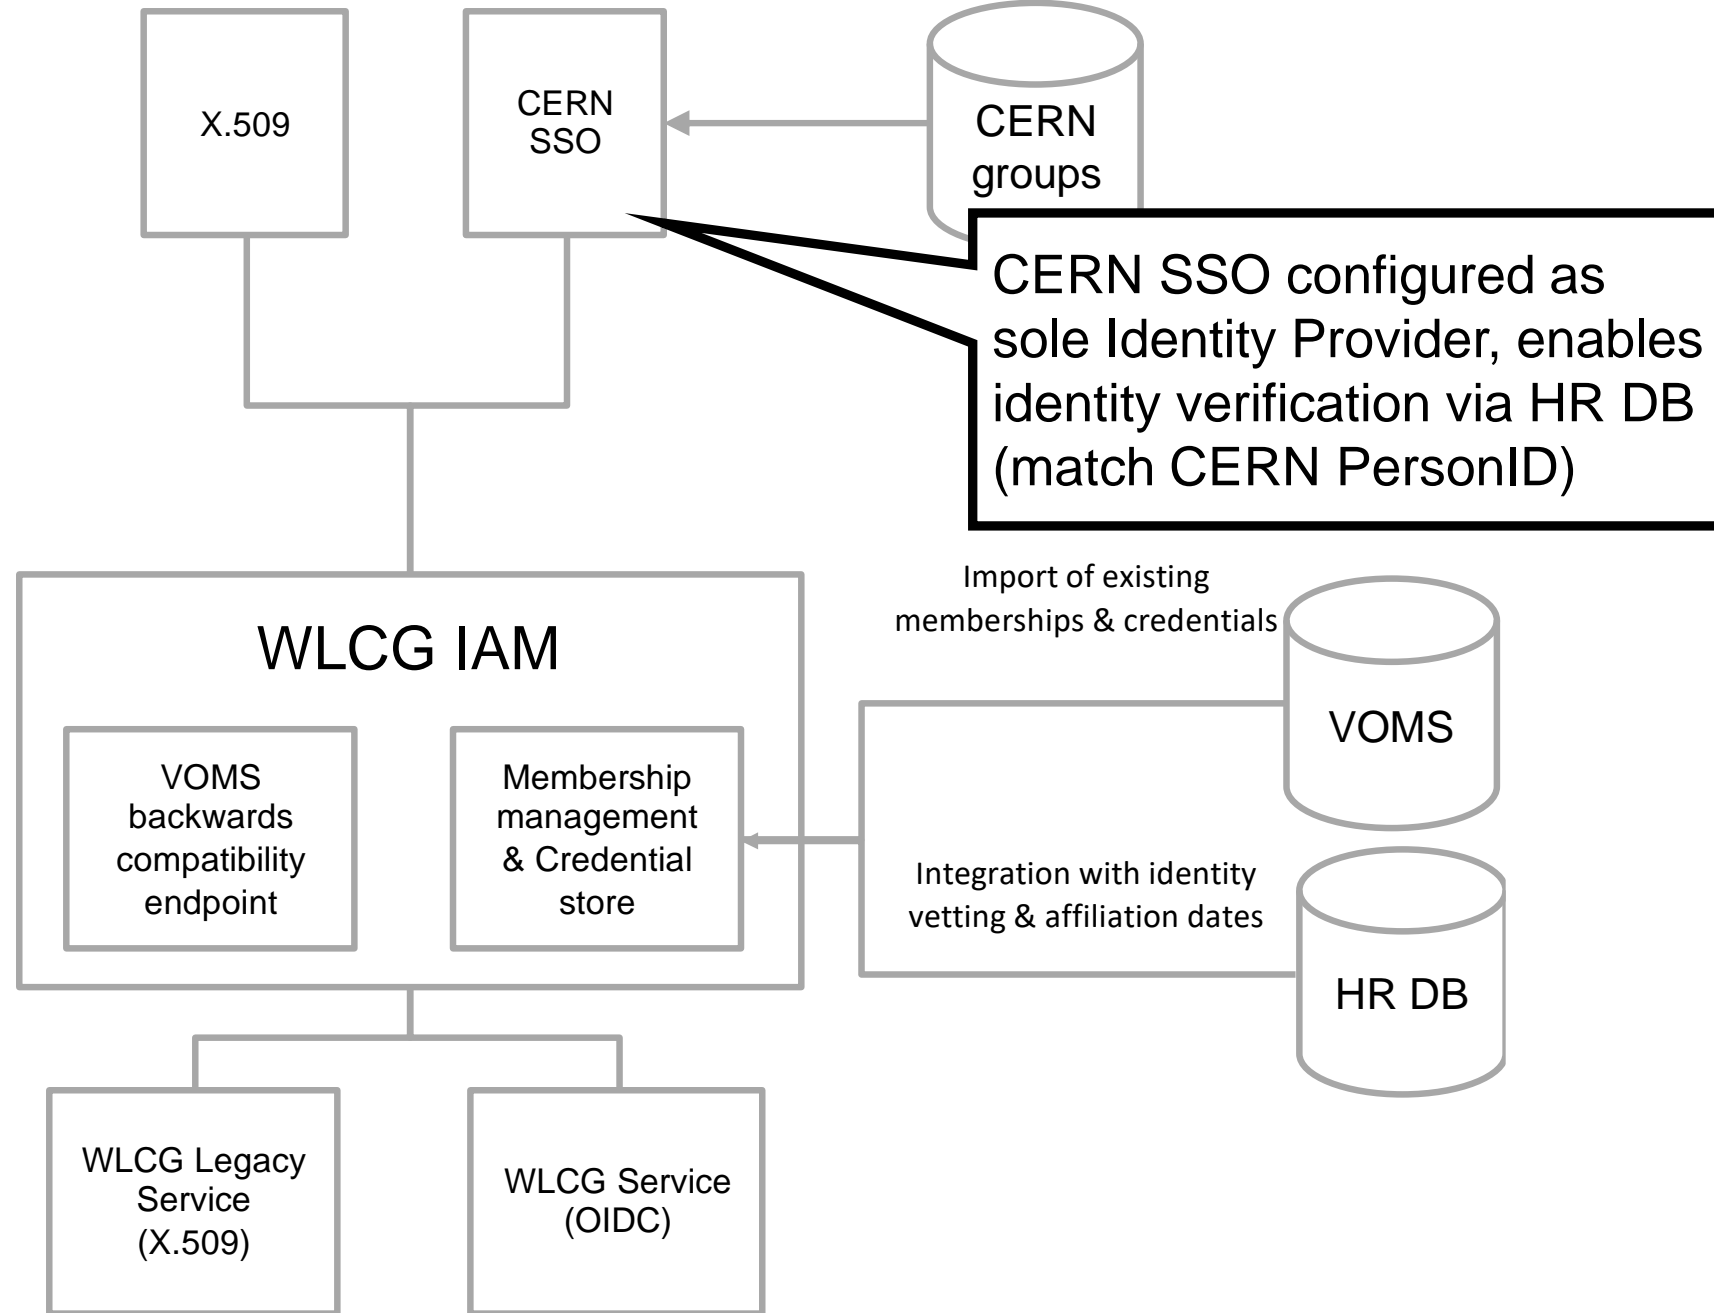 X.509
CERN
SSO
CERN
groups
CERN SSO configured as
sole Identity Provider, enables
identity verification via HR DB
(match CERN PersonID)
Import of existing
memberships & credentials
WLCG IAM
VOMS
VOMS
backwards
compatibility
endpoint
Membership
management
& Credential
store
Integration with identity
vetting & affiliation dates
HR DB
WLCG Legacy
Service
(X.509)
WLCG Service
(OIDC)